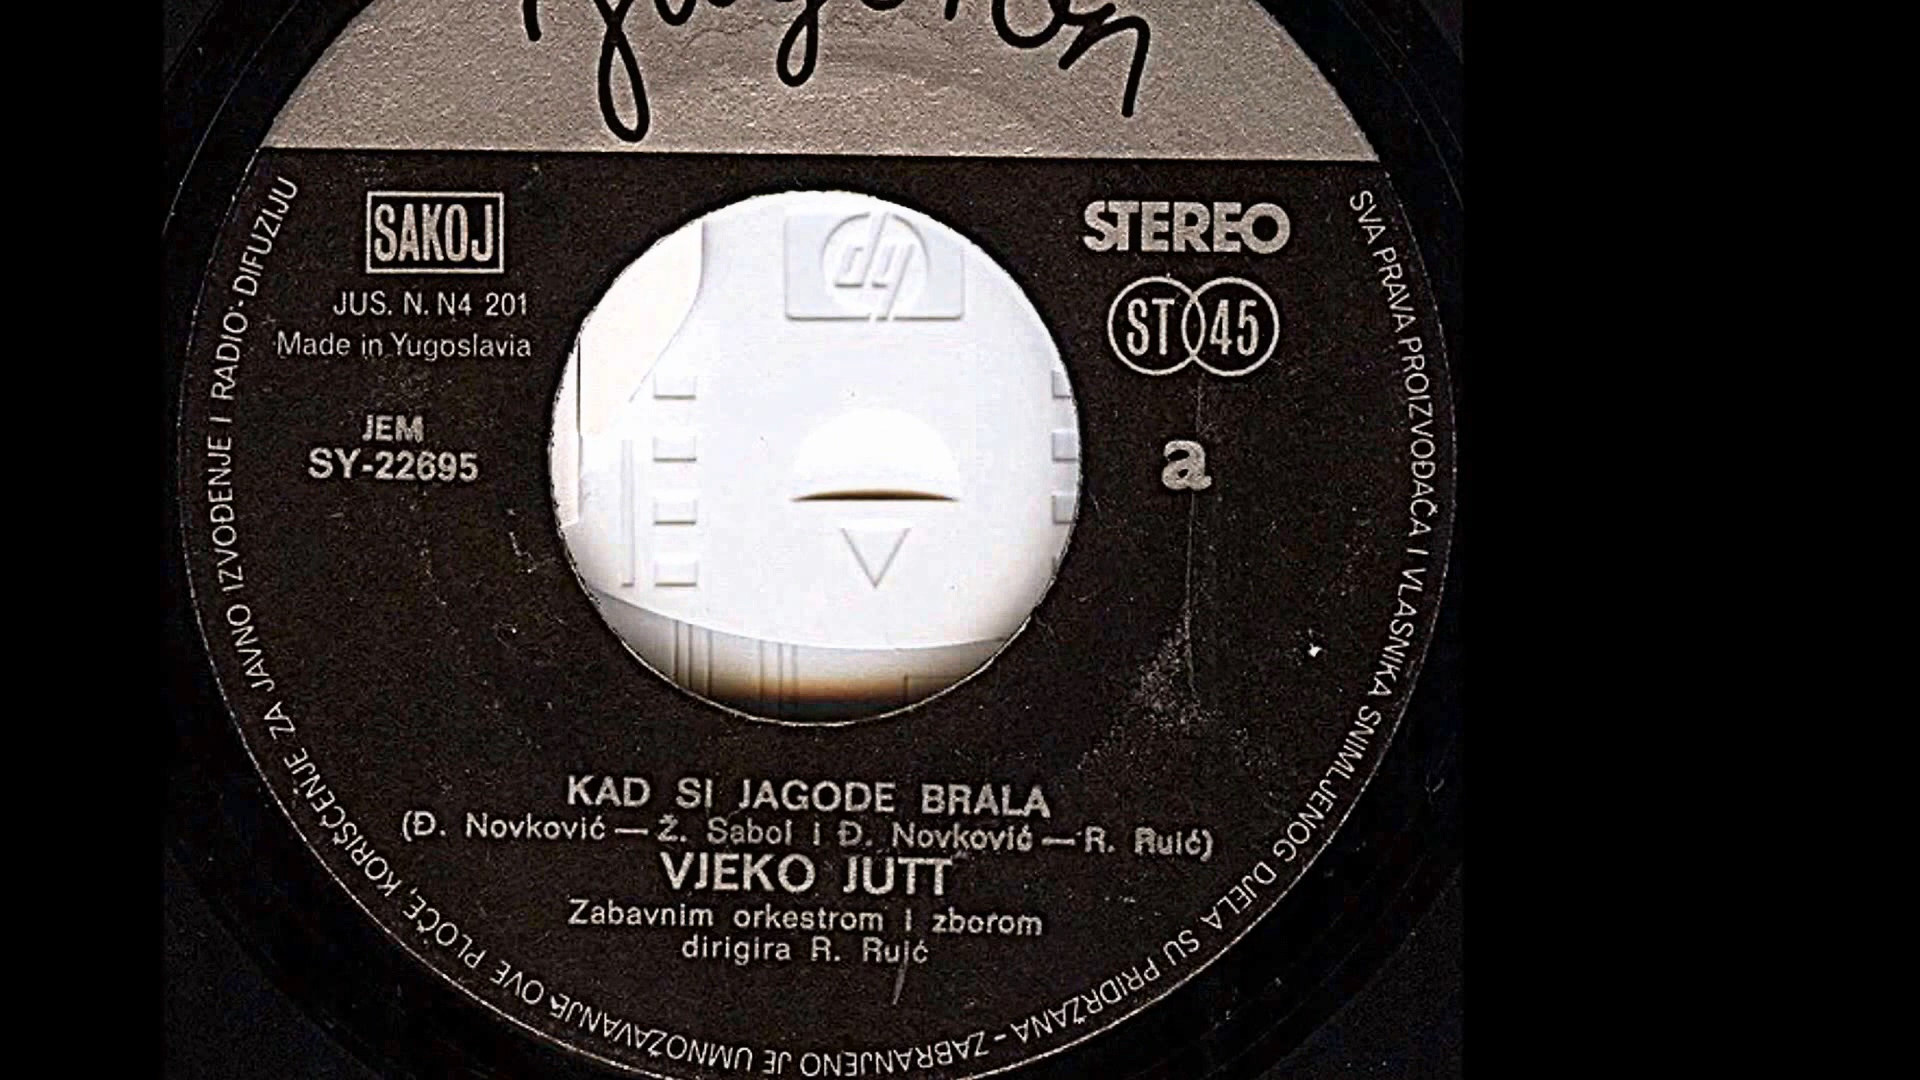 Jugoton
SAKOJ
JUS. N. N4 201
Made in Yugoslavia
JEM
SY-22695
STEREO
ST 45
a
hp
KAD SI JAGODE BRALA
(Đ. Novković — Ž. Sabol i Đ. Novković — R. Ruić)
VJEKO JUTT
Zabavnim orkestrom i zborom
dirigira R. Ruić
SVA PRAVA PROIZVOĐAČA I VLASNIKA SNIMLJENOG DJELA SU PRIDRŽANA - ZABRANJENO JE UMNOŽAVANJE OVE PLOČE, KORIŠĆENJE ZA JAVNO IZVOĐENJE I RADIO-DIFUZIJU